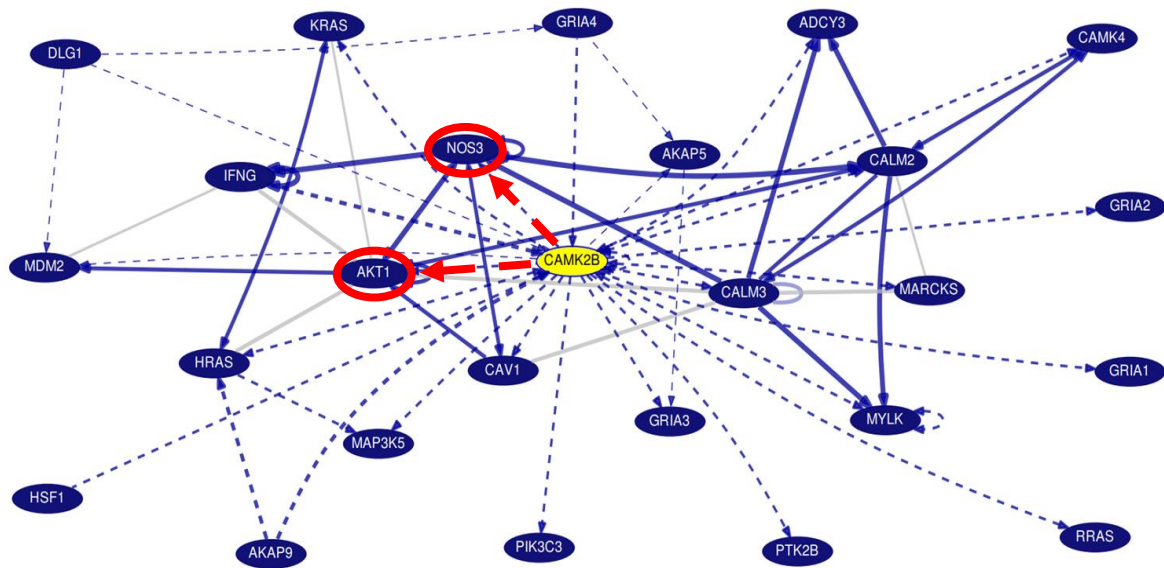 KRAS
GRIA4
ADCY3
CAMK4
DLG1
NOS3
AKAP5
CALM2
IFNG
GRIA2
MDM2
AKT1
CAMK2B
CALM3
MARCKS
HRAS
CAV1
GRIA1
MAP3K5
GRIA3
MYLK
HSF1
AKAP9
PIK3C3
PTK2B
RRAS